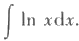 ∫ ln xdx.